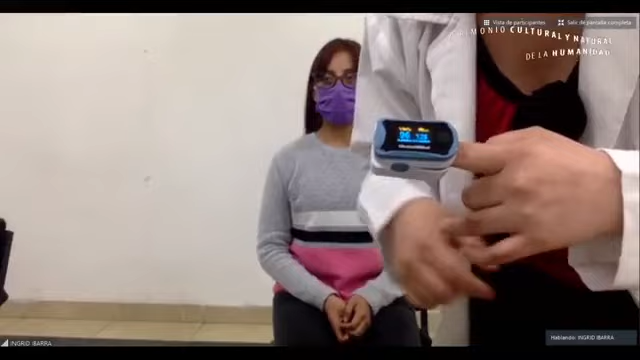 Vista de participantes
Salir de pantalla completa
MONIO CULTURAL Y NATURAL
DE LA HUMANIDAD
INGRID IBARRA
Hablando: INGRID IBARRA